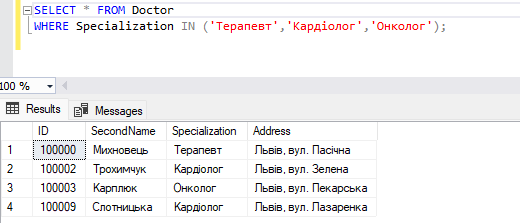 SELECT * FROM Doctor
WHERE Specialization IN ('Терапевт','Кардіолог','Онколог');
100 %
Results Messages
ID SecondName Specialization Address
1 100000 Михновець Терапевт Львів, вул. Пасічна
2 100002 Трохимчук Кардіолог Львів, вул. Зелена
3 100003 Карплюк Онколог Львів, вул. Пекарська
4 100009 Слотницька Кардіолог Львів, вул. Лазаренка